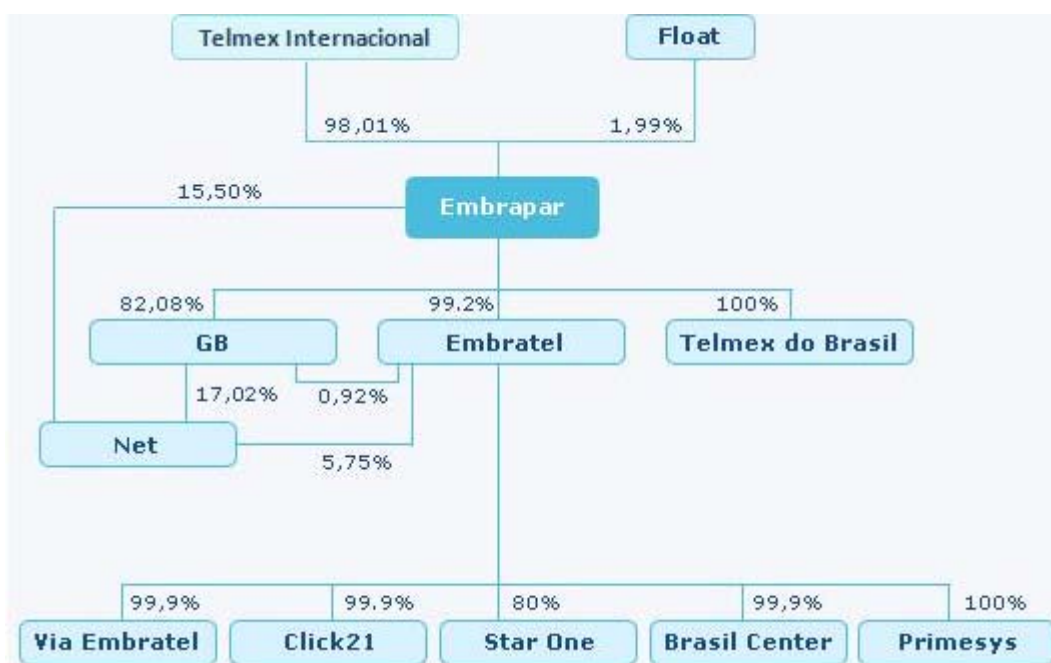 Telmex Internacional
Float
98,01%
1,99%
15,50%
Embrapar
82,08%
99.2%
100%
GB
Embratel
Telmex do Brasil
17,02%
0,92%
Net
5,75%
99,9%
99.9%
80%
99,9%
100%
Via Embratel
Click21
Star One
Brasil Center
Primesys